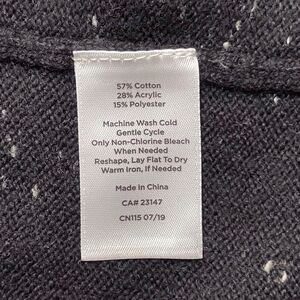 57% Cotton
28% Acrylic
15% Polyester
Machine Wash Cold
Gentle Cycle
Only Non-Chlorine Bleach
When Needed
Reshape, Lay Flat To Dry
Warm Iron, If Needed
Made in China
CA# 23147
CN115 07/19